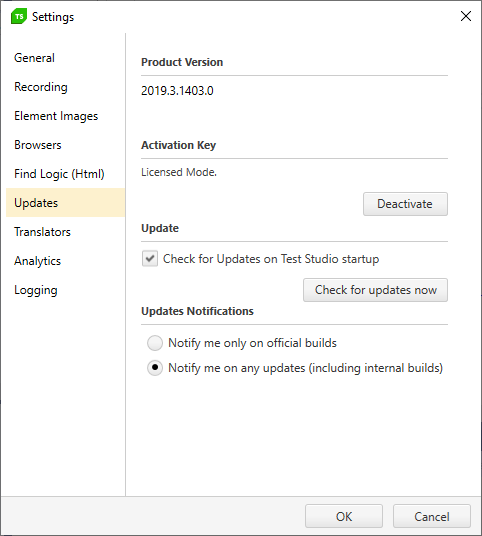 TS Settings
General
Recording
Element Images
Browsers
Find Logic (Html)
Updates
Translators
Analytics
Logging
Product Version
2019.3.1403.0
Activation Key
Licensed Mode.
Deactivate
Update
Check for Updates on Test Studio startup
Check for updates now
Updates Notifications
Notify me only on official builds
Notify me on any updates (including internal builds)
OK
Cancel